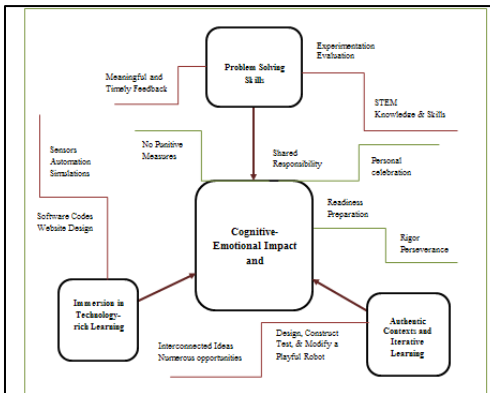 Problem Solving
Skills
Experimentation
Evaluation
Meaningful and
Timely Feedback
STEM
Knowledge & Skills
Sensors
Automation
Simulations
No Punitive
Measures
Shared
Responsibility
Personal
celebration
Software Codes
Website Design
Cognitive-
Emotional Impact
and
Readiness
Preparation
Rigor
Perseverance
Immersion in
Technology-
rich Learning
Interconnected Ideas
Numerous opportunities
Design, Construct
Test, & Modify a
Playful Robot
Authentic
Contexts and
Iterative Learning